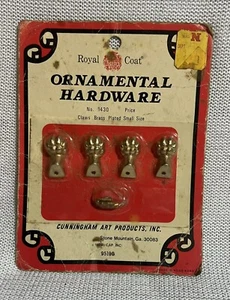 Royal Coat
ORNAMENTAL
HARDWARE
No. 1430 Price
Claws Brass Plated Small Size
CUNNINGHAM ART PRODUCTS, INC.
Stone Mountain, Ga. 30083